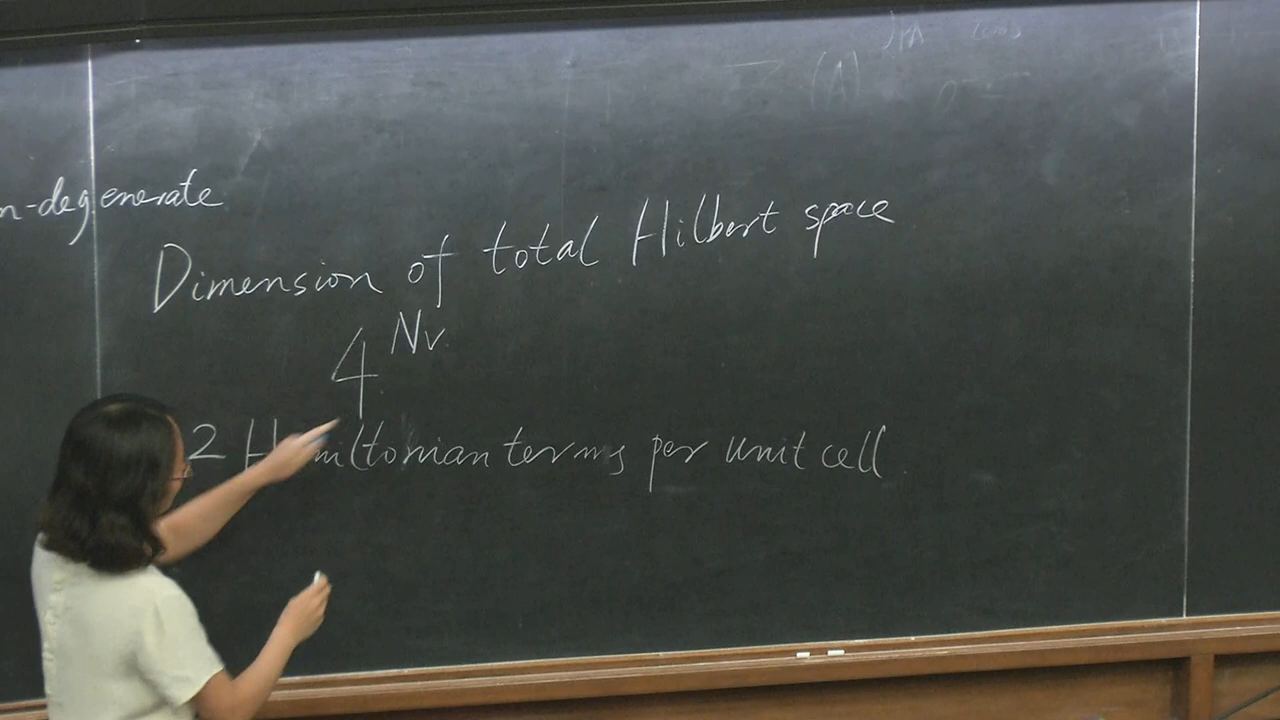 n-degenerate
Dimension of total Hilbert space
4^Nv
2 Hamiltonian terms per unit cell